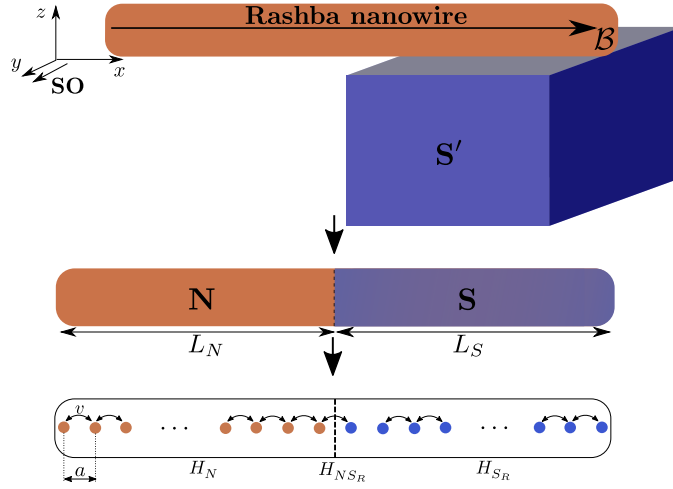 Rashba nanowire
z
ℬ
y
x
SO
S′
N
S
L_N
L_S
v
· · ·
· · ·
a
H_N
H_{NS_R}
H_{S_R}